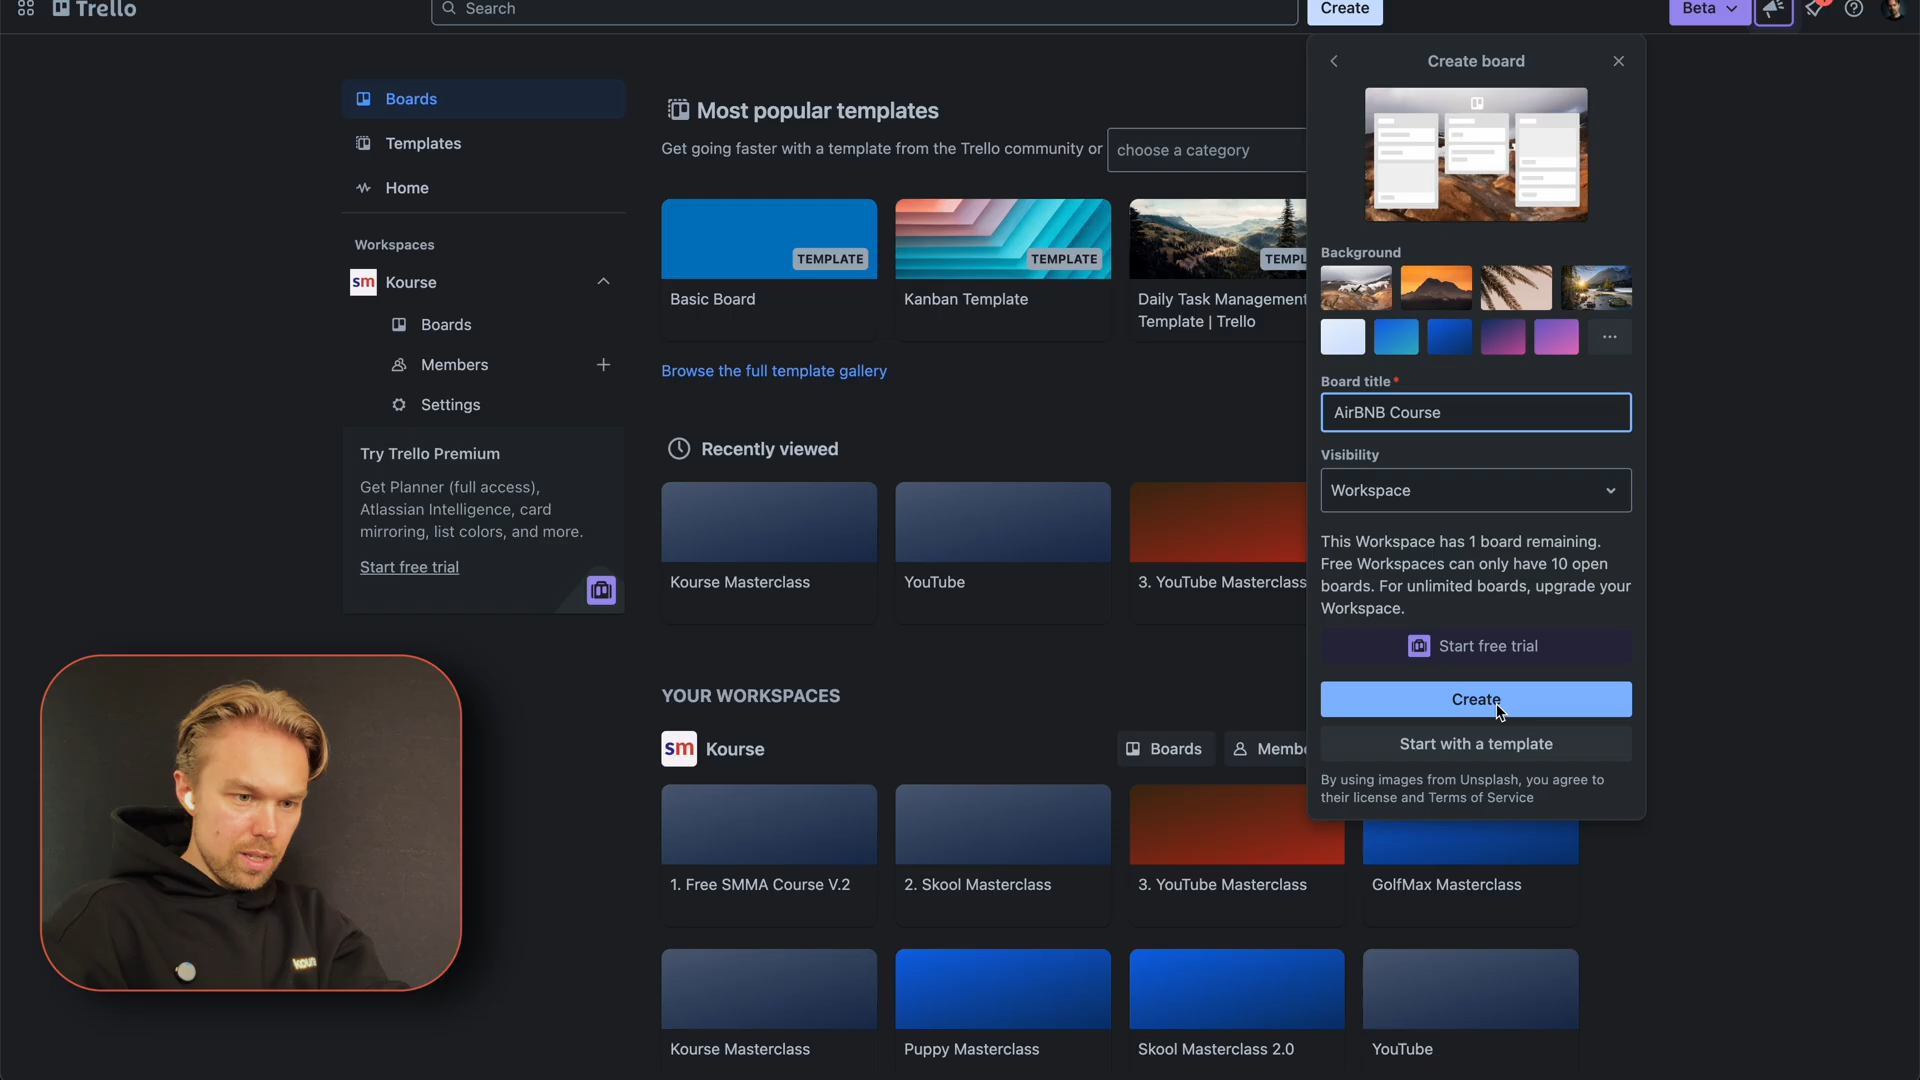 Trello
Search
Create
Beta
Boards
Templates
Home
Workspaces
sm Kourse
Boards
Members
Settings
Try Trello Premium
Get Planner (full access),
Atlassian Intelligence, card
mirroring, list colors, and more.
Start free trial
Most popular templates
Get going faster with a template from the Trello community or
choose a category
TEMPLATE
TEMPLATE
TEMPL
Basic Board
Kanban Template
Daily Task Management
Template | Trello
Browse the full template gallery
Recently viewed
Kourse Masterclass
YouTube
3. YouTube Masterclass
YOUR WORKSPACES
sm Kourse
Boards
Membe
1. Free SMMA Course V.2
2. Skool Masterclass
3. YouTube Masterclass
GolfMax Masterclass
Kourse Masterclass
Puppy Masterclass
Skool Masterclass 2.0
YouTube
Create board
Background
Board title*
AirBNB Course
Visibility
Workspace
This Workspace has 1 board remaining.
Free Workspaces can only have 10 open
boards. For unlimited boards, upgrade your
Workspace.
Start free trial
Create
Start with a template
By using images from Unsplash, you agree to
their license and Terms of Service